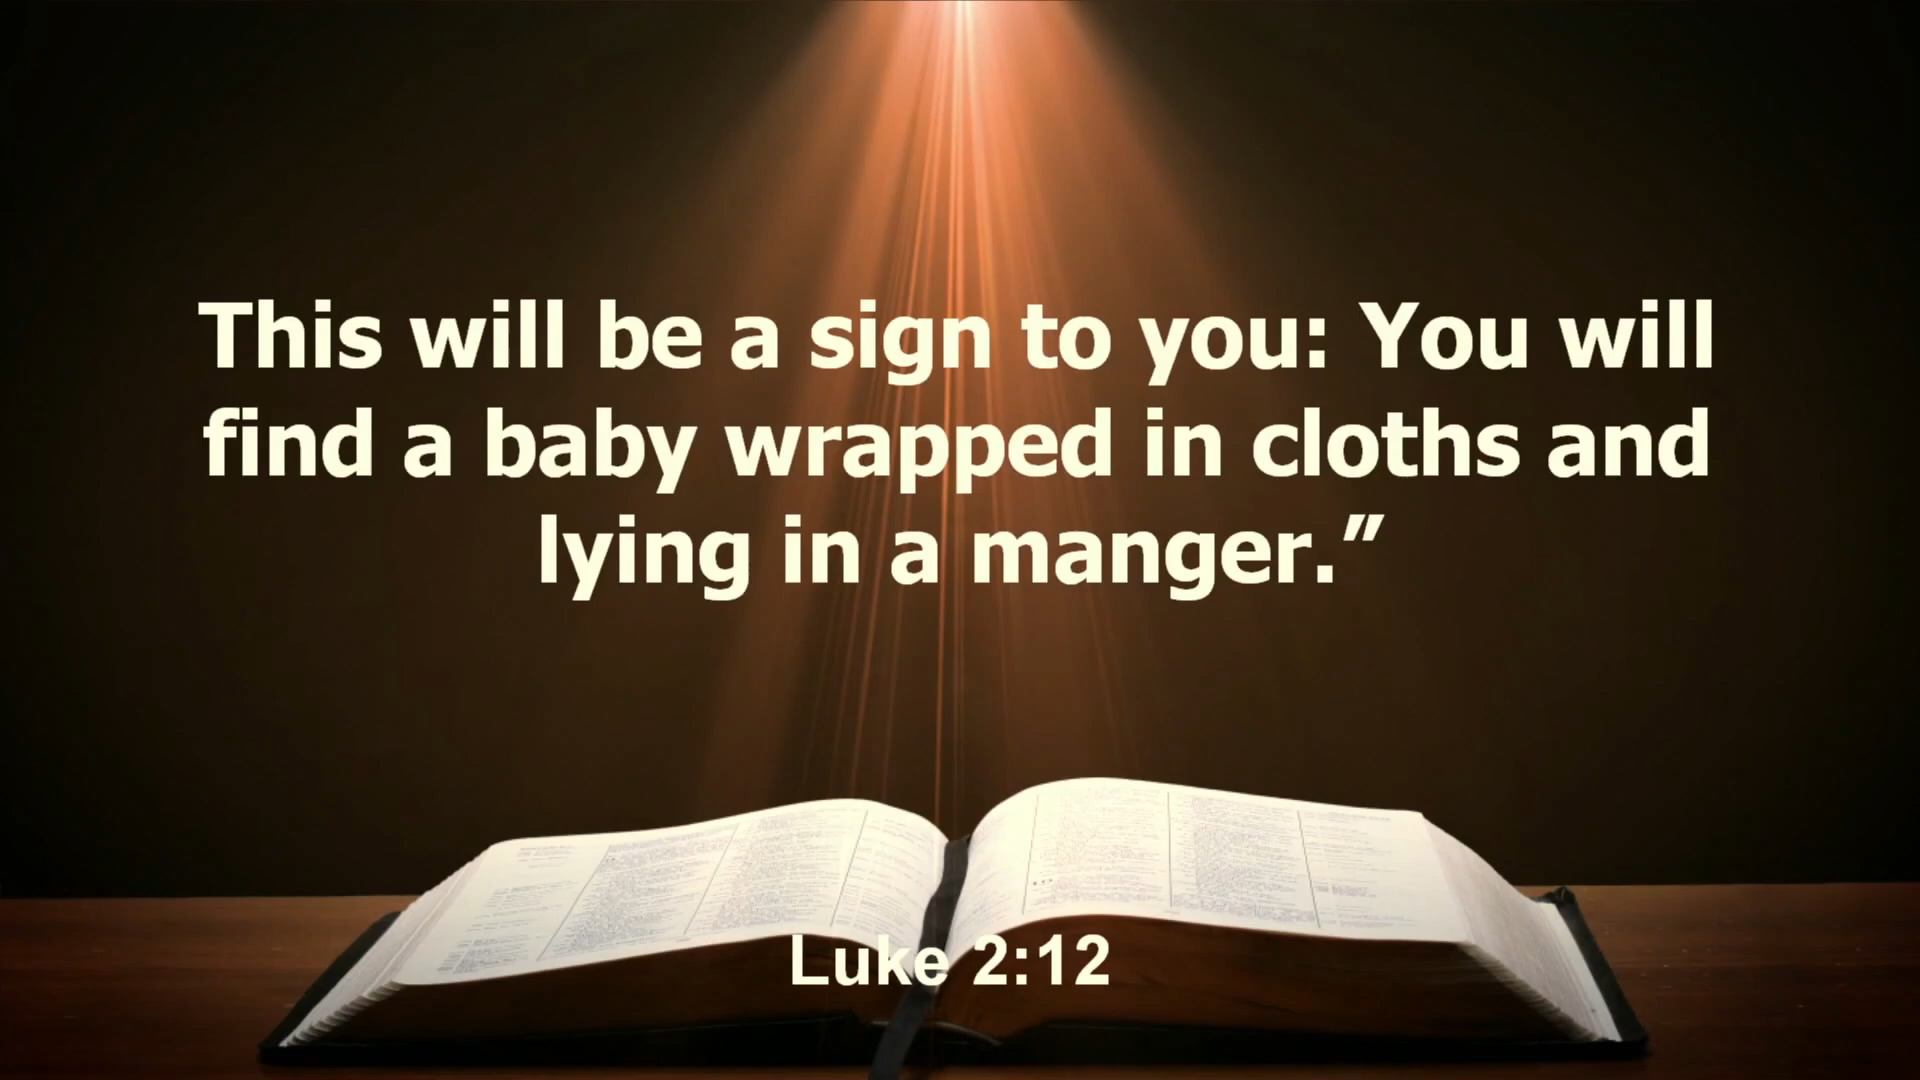 This will be a sign to you: You will
find a baby wrapped in cloths and
lying in a manger.”
Luke 2:12